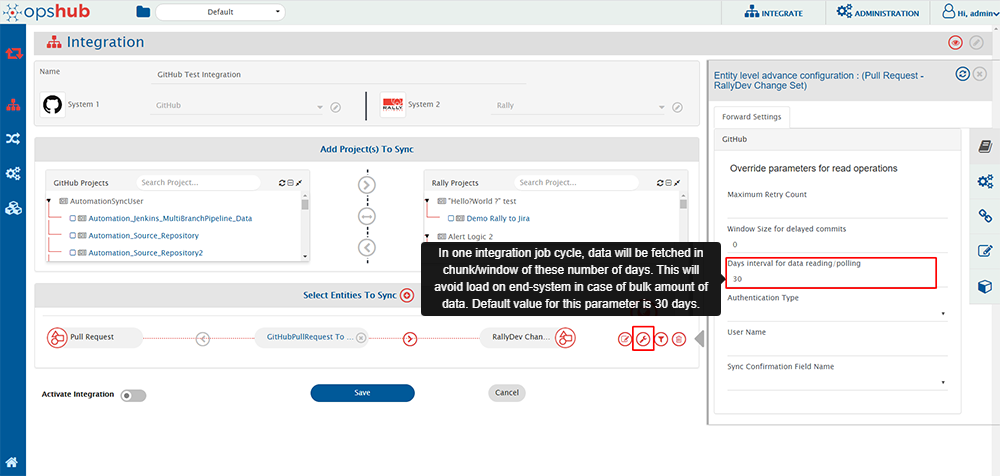 opshub
Default
INTEGRATE
ADMINISTRATION
Hi, admin
Integration
Name
GitHub Test Integration
System 1
GitHub
RALLY
System 2
Rally
Add Project(s) To Sync
GitHub Projects
Search Project...
AutomationSyncUser
Automation_Jenkins_MultiBranchPipeline_Data
Automation_Source_Repository
Automation_Source_Repository2
Rally Projects
Search Project...
"Hello?World ?" test
Demo Rally to Jira
Alert Logic 2
Select Entities To Sync
Pull Request
GitHubPullRequest To ...
RallyDev Chan...
Activate Integration
Save
Cancel
In one integration job cycle, data will be fetched in
chunk/window of these number of days. This will
avoid load on end-system in case of bulk amount of
data. Default value for this parameter is 30 days.
Entity level advance configuration : (Pull Request -
RallyDev Change Set)
Forward Settings
GitHub
Override parameters for read operations
Maximum Retry Count
Window Size for delayed commits
0
Days interval for data reading/polling
30
Authentication Type
User Name
Sync Confirmation Field Name